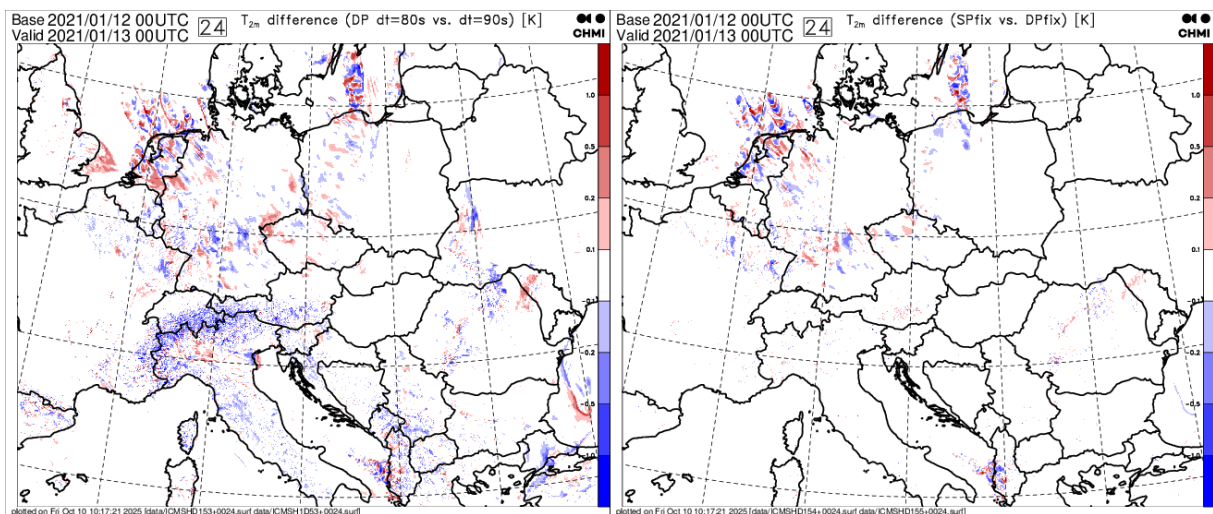 Base 2021/01/12 00UTC
Valid 2021/01/13 00UTC
24
T2m difference (DP dt=80s vs. dt=90s) [K]
CHMI
1.0
0.5
0.2
0.1
-0.1
-0.2
-0.5
-1.0
plotted on Fri Oct 10 10:17:21 2025 [data/ICMSHD153+0024.surf data/ICMSH1D53+0024.surf]
Base 2021/01/12 00UTC
Valid 2021/01/13 00UTC
24
T2m difference (SPfix vs. DPfix) [K]
CHMI
1.0
0.5
0.2
0.1
-0.1
-0.2
-0.5
-1.0
plotted on Fri Oct 10 10:17:21 2025 [data/ICMSHD154+0024.surf data/ICMSHD155+0024.surf]